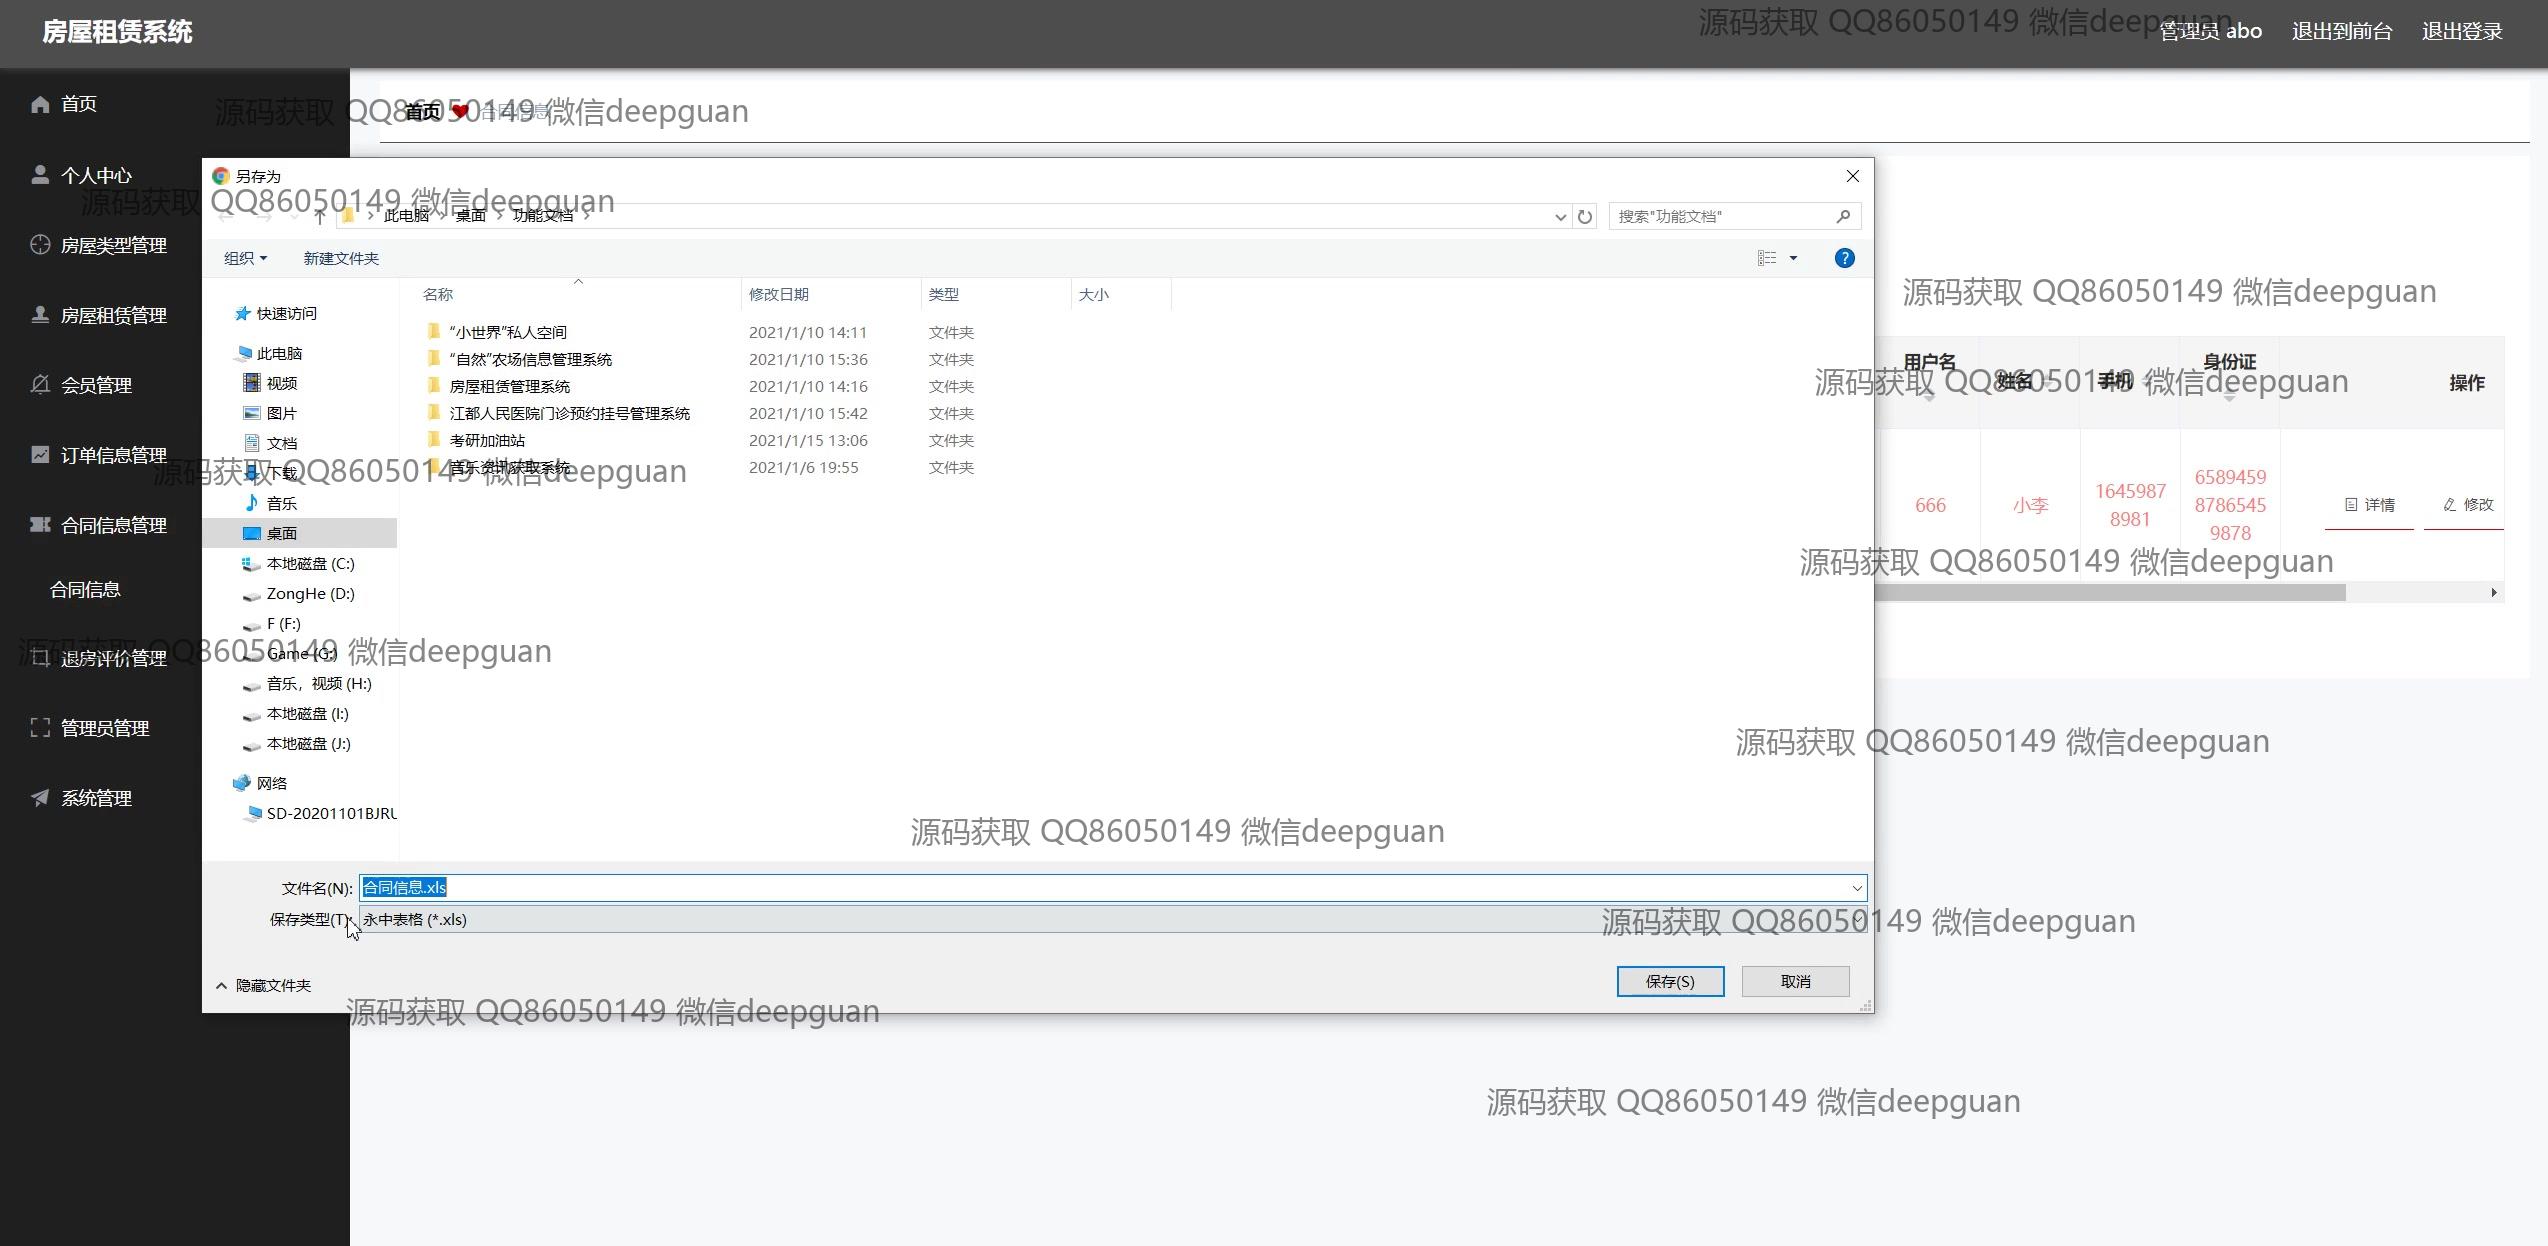 房屋租赁系统
源码获取 QQ86050149 微信deepguan
管理员 abo
退出到前台
退出登录
首页
源码获取 QQ86050149 微信deepguan
首页
合同信息
个人中心
源码获取 QQ86050149 微信deepguan
另存为
此电脑
桌面
功能文档
搜索"功能文档"
房屋类型管理
组织
新建文件夹
房屋租赁管理
会员管理
订单信息管理
合同信息管理
合同信息
退房评价管理
管理员管理
系统管理
快速访问
此电脑
视频
图片
文档
下载
音乐
桌面
本地磁盘 (C:)
ZongHe (D:)
F (F:)
Game (G:)
音乐，视频 (H:)
本地磁盘 (I:)
本地磁盘 (J:)
网络
SD-20201101BJRU
名称 修改日期 类型 大小
“小世界”私人空间 2021/1/10 14:11 文件夹
“自然”农场信息管理系统 2021/1/10 15:36 文件夹
房屋租赁管理系统 2021/1/10 14:16 文件夹
江都人民医院门诊预约挂号管理系统 2021/1/10 15:42 文件夹
考研加油站 2021/1/15 13:06 文件夹
音乐资讯获取系统 2021/1/6 19:55 文件夹
源码获取 QQ86050149 微信deepguan
源码获取 QQ86050149 微信deepguan
源码获取 QQ86050149 微信deepguan
用户名 姓名 手机 身份证 操作
源码获取 QQ86050149 微信deepguan
666
小李
1645987
8981
6589459
8786545
9878
详情
修改
源码获取 QQ86050149 微信deepguan
源码获取 QQ86050149 微信deepguan
源码获取 QQ86050149 微信deepguan
文件名(N): 合同信息.xls
保存类型(T): 永中表格 (*.xls)
源码获取 QQ86050149 微信deepguan
隐藏文件夹
保存(S)
取消
源码获取 QQ86050149 微信deepguan
源码获取 QQ86050149 微信deepguan